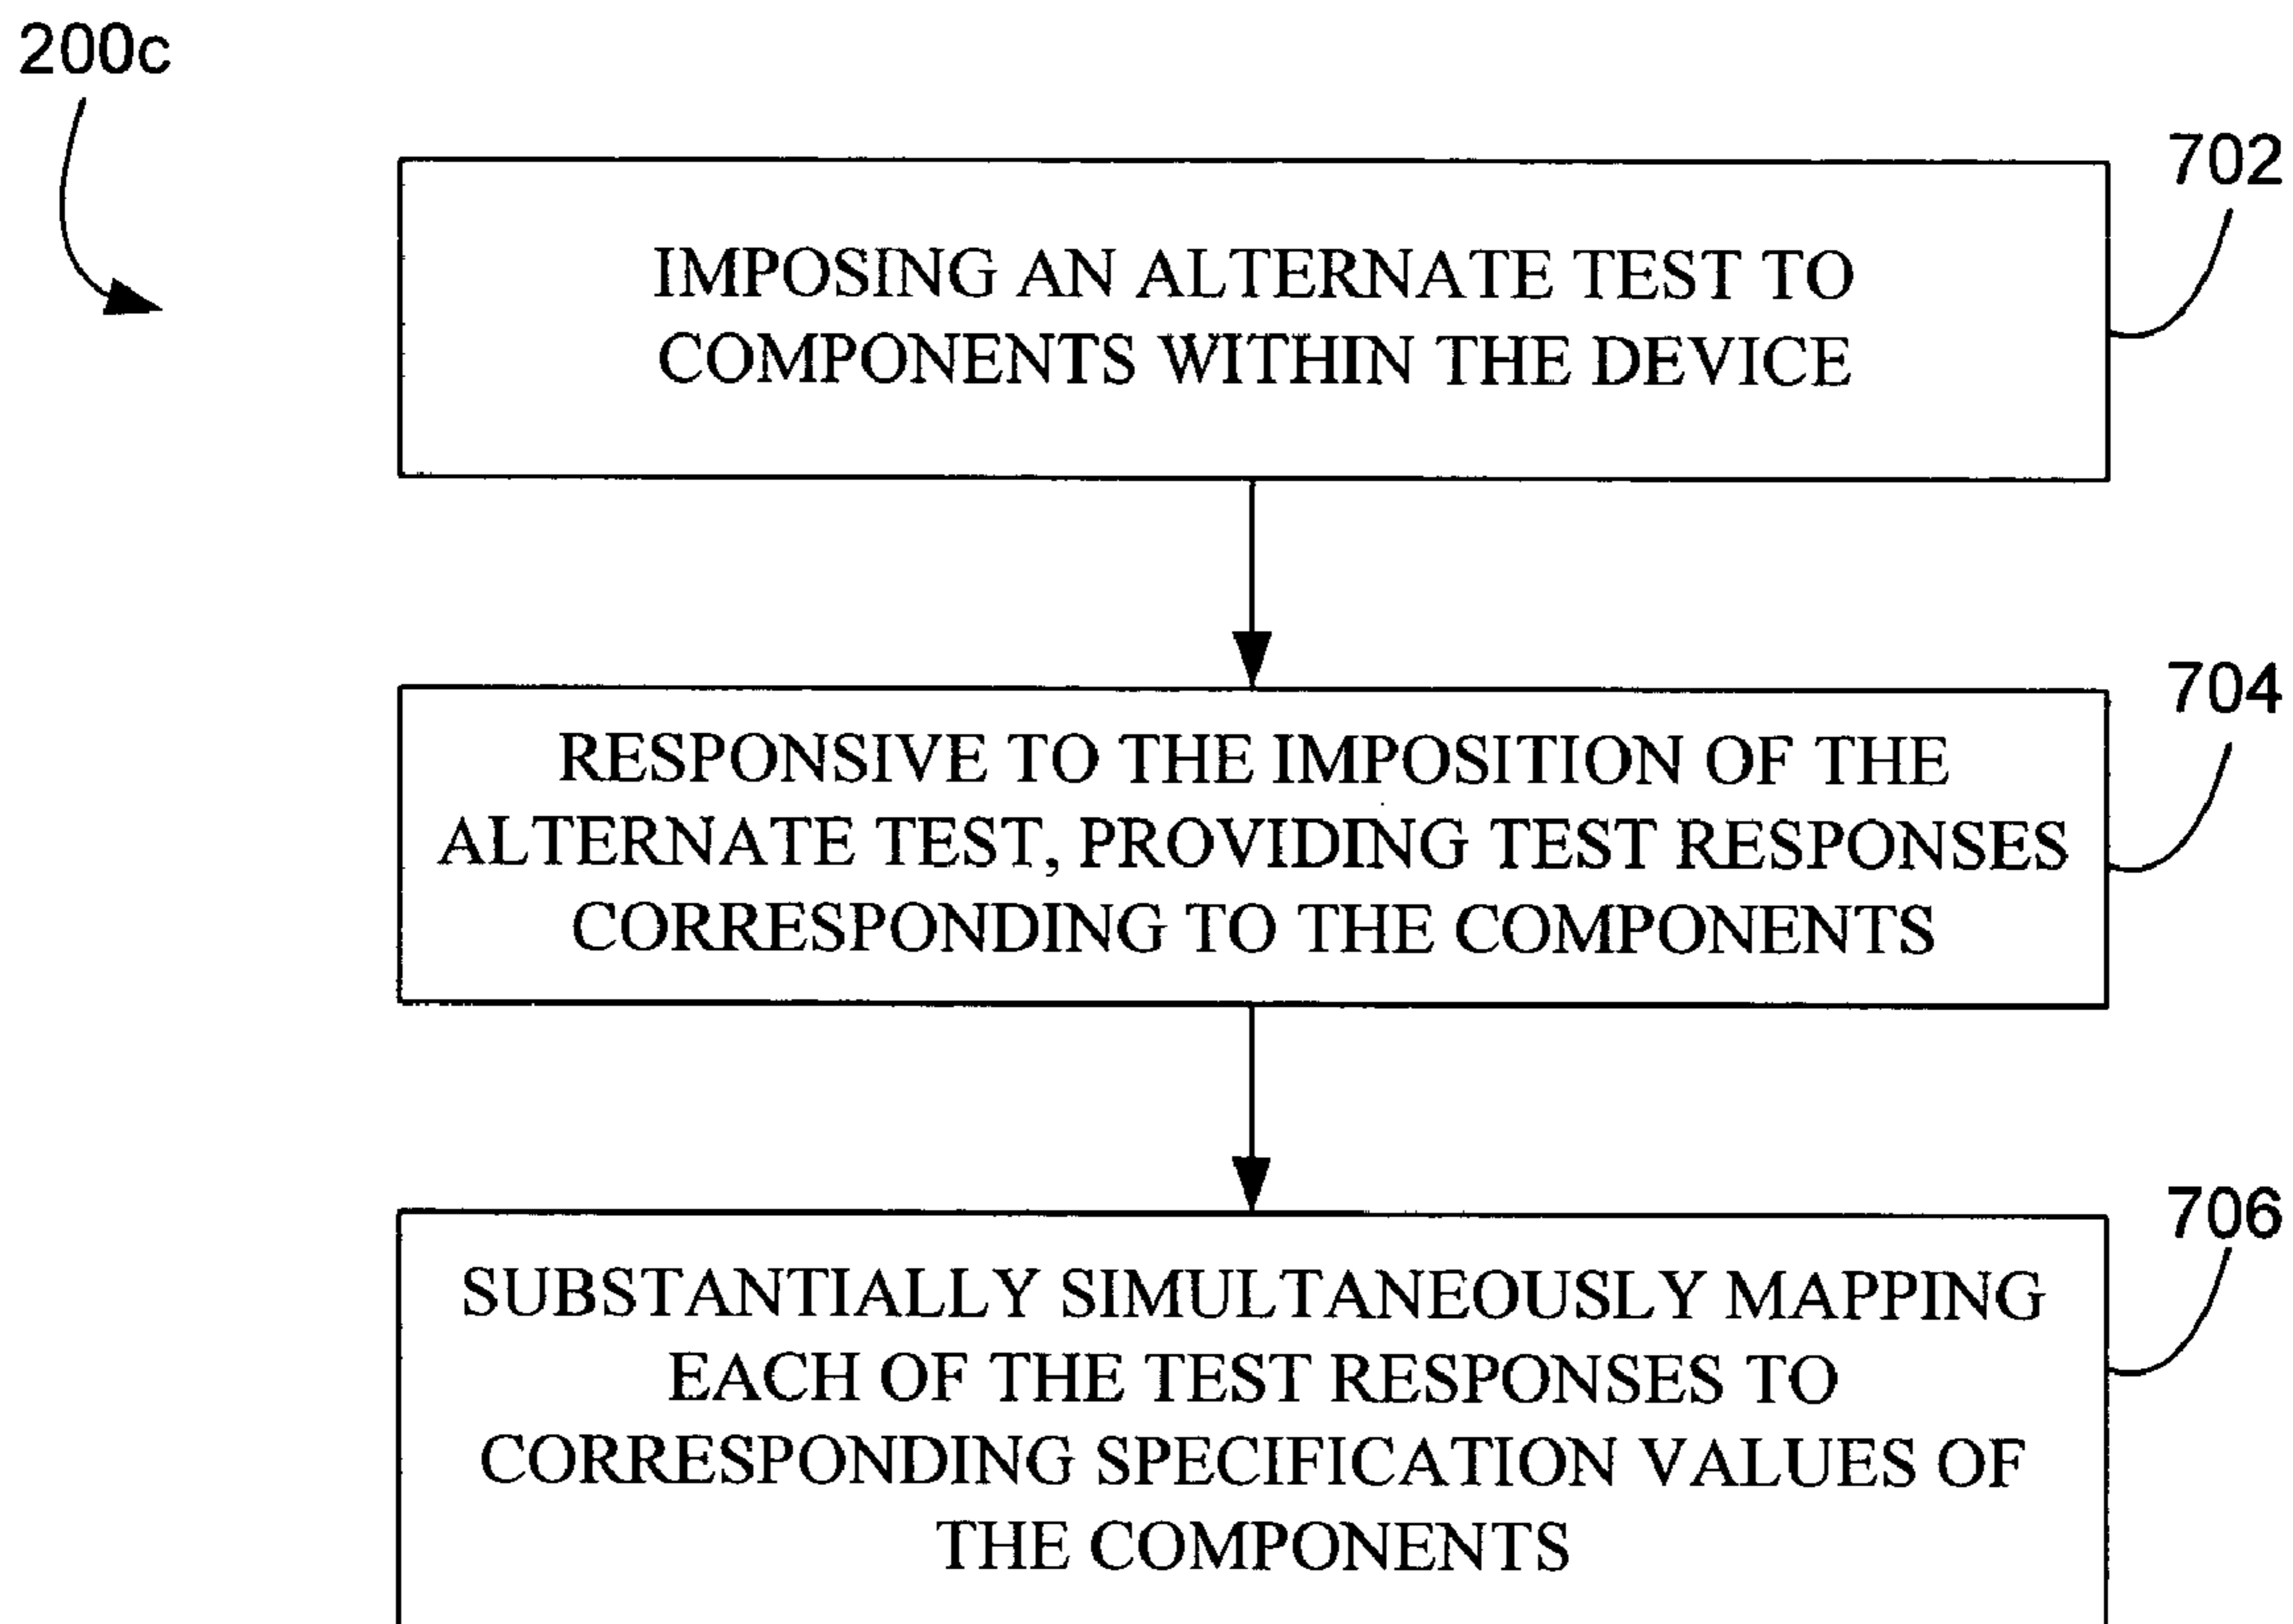 200c
702
IMPOSING AN ALTERNATE TEST TO
COMPONENTS WITHIN THE DEVICE
704
RESPONSIVE TO THE IMPOSITION OF THE
ALTERNATE TEST, PROVIDING TEST RESPONSES
CORRESPONDING TO THE COMPONENTS
706
SUBSTANTIALLY SIMULTANEOUSLY MAPPING
EACH OF THE TEST RESPONSES TO
CORRESPONDING SPECIFICATION VALUES OF
THE COMPONENTS